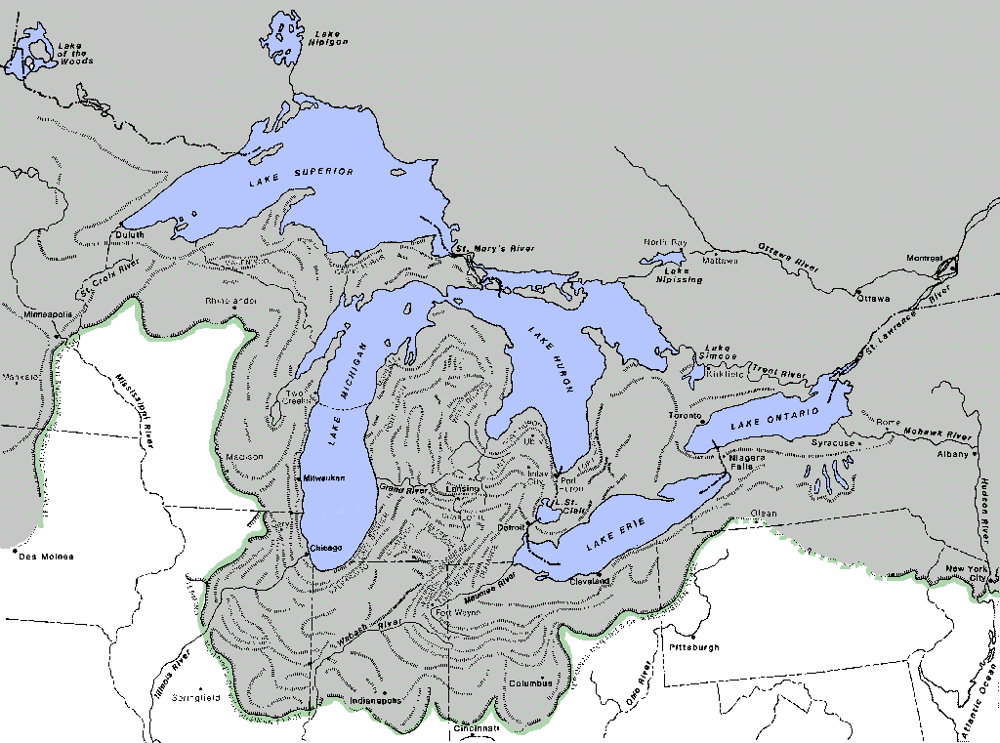 Lake
of the
Woods
Lake
Nipigon
LAKE SUPERIOR
Duluth
St. Croix River
St. Mary's River
North Bay
Mattawa
Lake
Nipissing
Ottawa River
Montreal
Ottawa
St. Lawrence River
Minneapolis
Rhinelander
Mankato
Mississippi River
Two
Creeks
LAKE MICHIGAN
LAKE HURON
Lake
Simcoe
Kirkfield
Trent River
Toronto
LAKE ONTARIO
Rome
Mohawk River
Syracuse
Albany
Hudson River
Niagara
Falls
Madison
Milwaukee
Grand River
Lansing
Ubly
Imlay
City
Port
Huron
L. St.
Clair
Detroit
LAKE ERIE
Olean
Chicago
Cleveland
New York
City
Des Moines
Maumee River
Fort Wayne
Wabash River
Pittsburgh
Illinois River
Springfield
Indianapolis
Columbus
Cincinnati
Ohio River
Atlantic Ocean